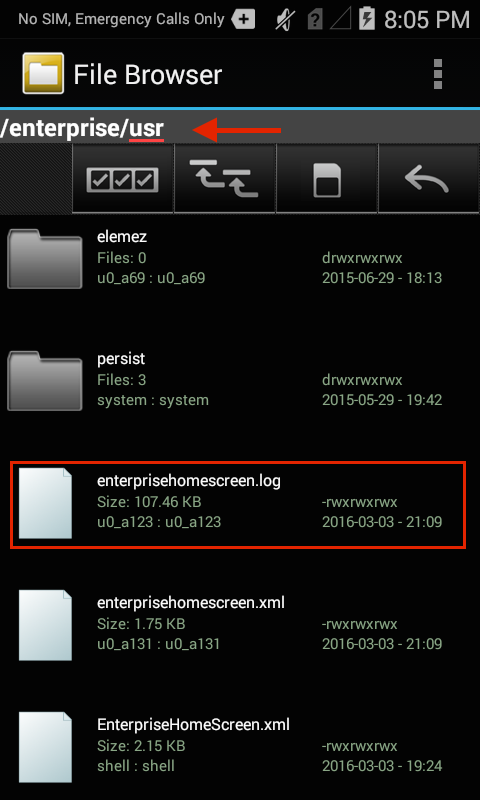 No SIM, Emergency Calls Only 8:05 PM
File Browser
/enterprise/usr
elemez
Files: 0 drwxrwxrwx
u0_a69 : u0_a69 2015-06-29 - 18:13
persist
Files: 3 drwxrwxrwx
system : system 2015-05-29 - 19:42
enterprisehomescreen.log
Size: 107.46 KB -rwxrwxrwx
u0_a123 : u0_a123 2016-03-03 - 21:09
enterprisehomescreen.xml
Size: 1.75 KB -rwxrwxrwx
u0_a131 : u0_a131 2016-03-03 - 21:09
EnterpriseHomeScreen.xml
Size: 2.15 KB -rwxrwxrwx
shell : shell 2016-03-03 - 19:24